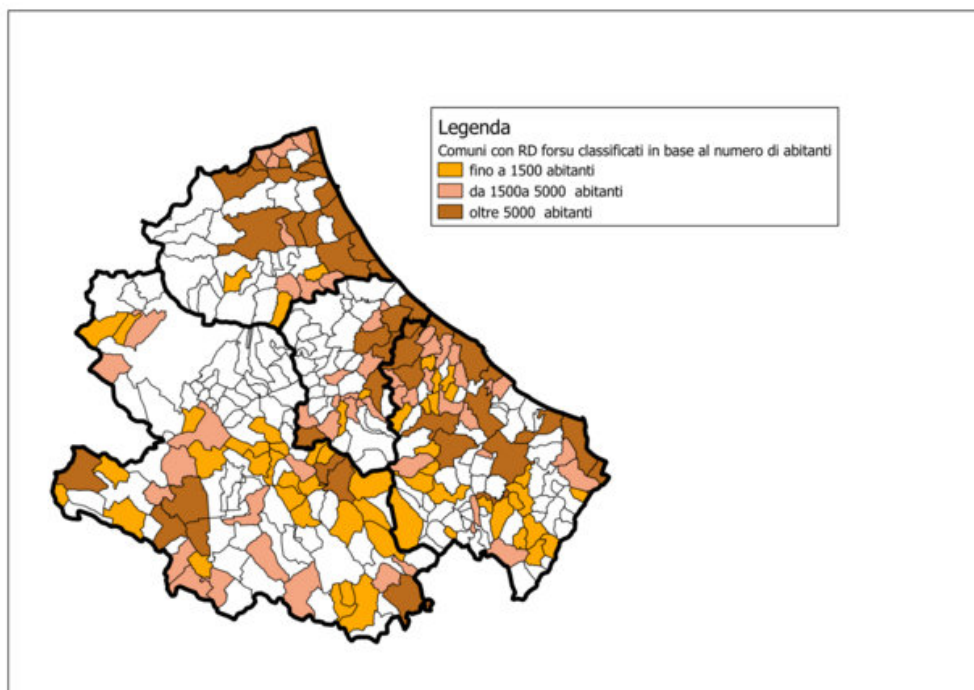 Legenda
Comuni con RD forsu classificati in base al numero di abitanti
fino a 1500 abitanti
da 1500a 5000 abitanti
oltre 5000 abitanti